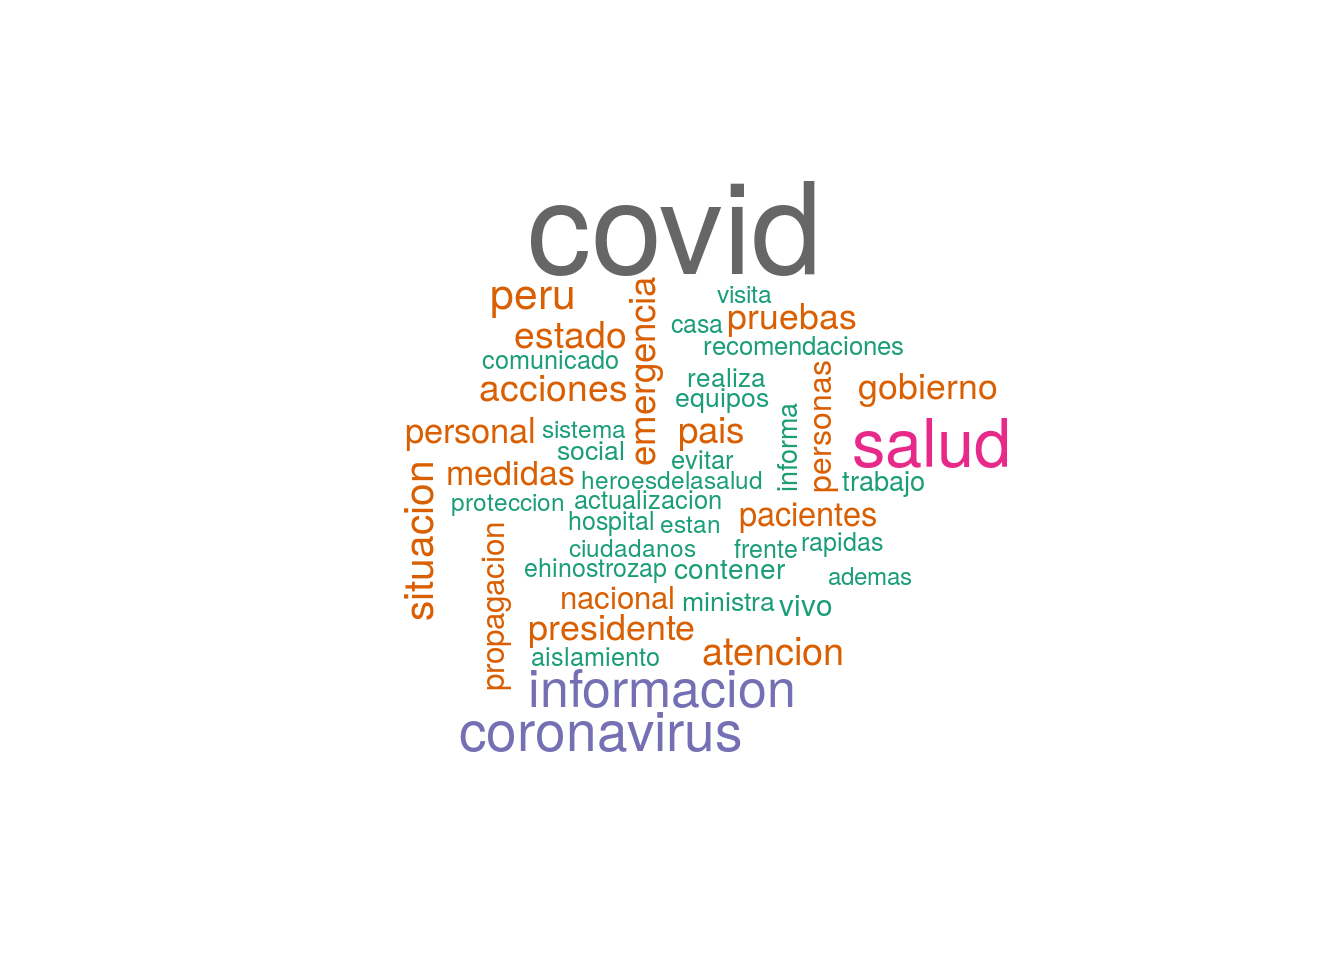 covid
peru
emergencia
visita
casa
pruebas
estado
recomendaciones
comunicado
acciones
realiza
equipos
personas
gobierno
personal
sistema
social
pais
informa
salud
evitar
situacion
medidas
heroesdelasalud
trabajo
proteccion
actualizacion
hospital
estan
pacientes
propagacion
ciudadanos
frente
rapidas
ehinostrozap
contener
ademas
nacional
ministra
vivo
presidente
aislamiento
atencion
informacion
coronavirus